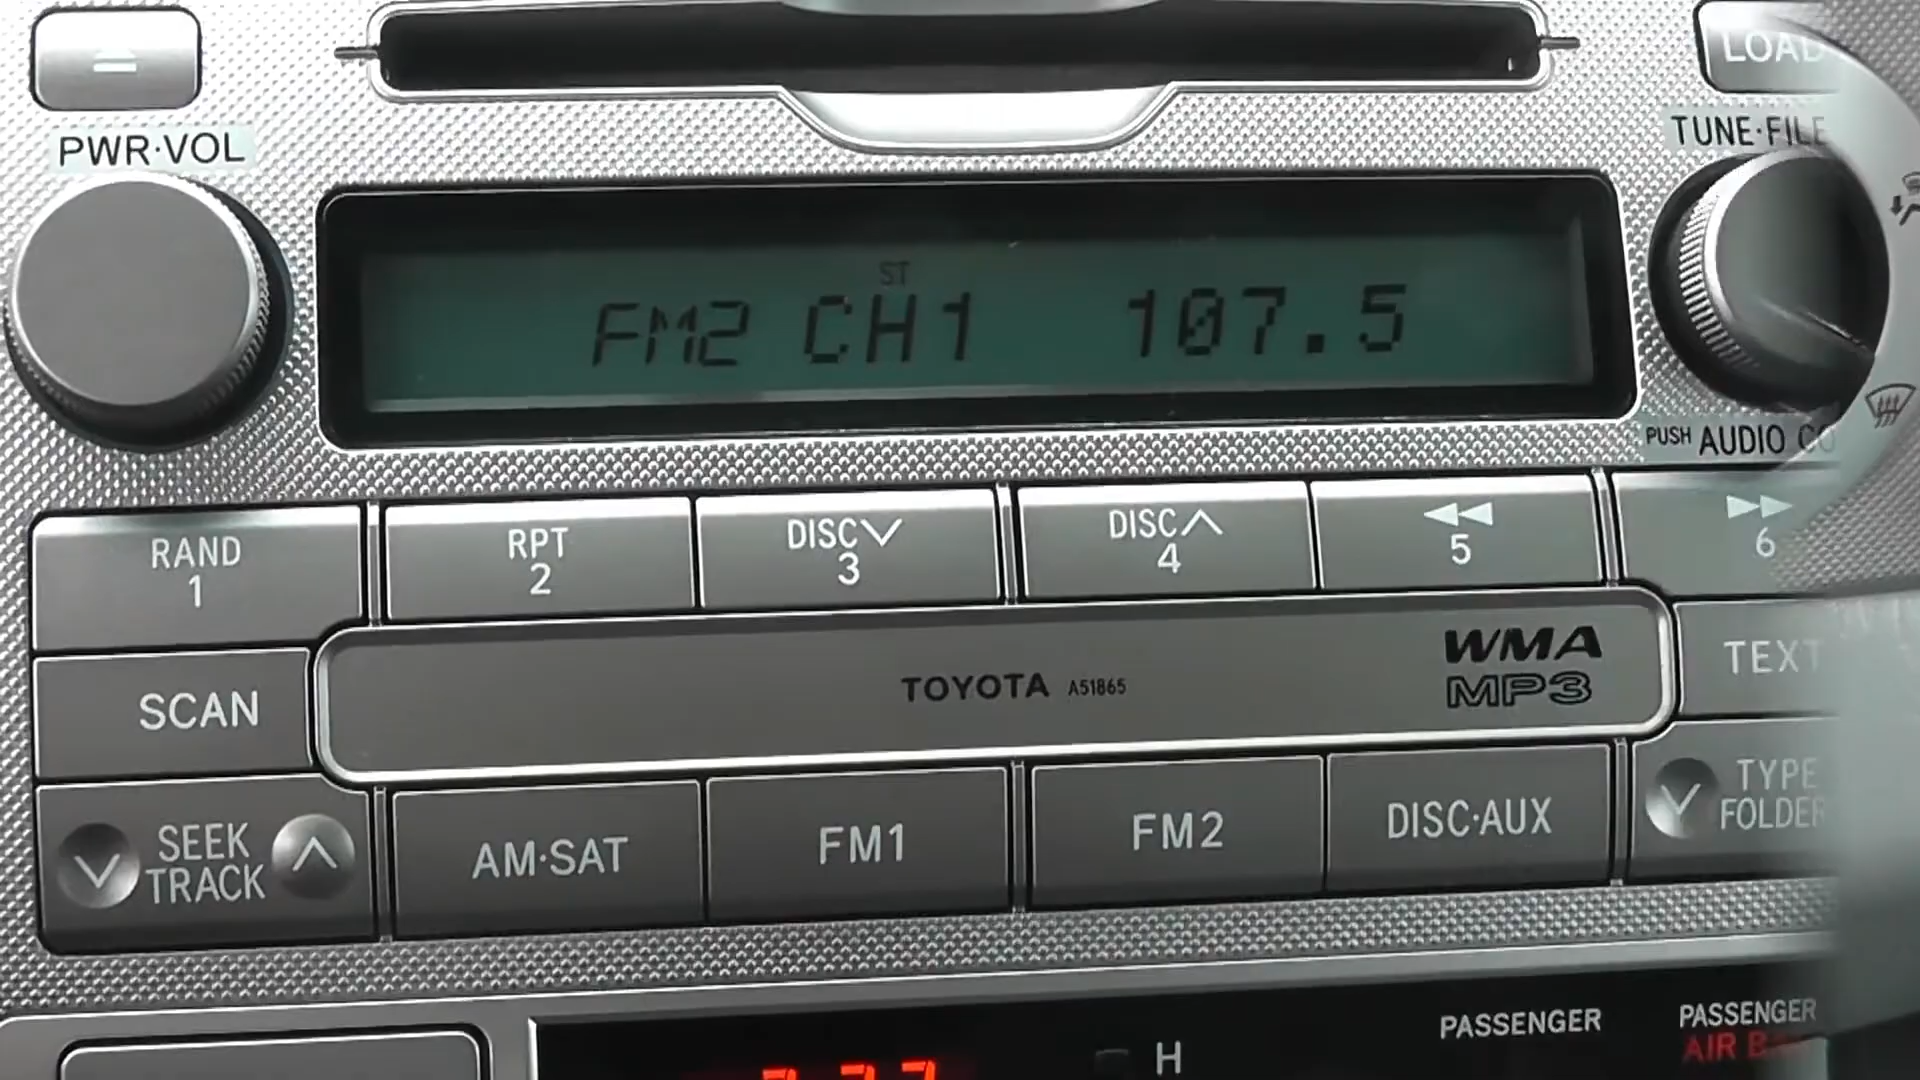 LOAD
PWR·VOL
TUNE·FILE
ST
FM2 CH1 107.5
PUSH AUDIO
RAND
1
RPT
2
DISC
3
DISC
4
5
6
SCAN
TOYOTA A51865
WMA
MP3
TEXT
SEEK
TRACK
AM·SAT
FM1
FM2
DISC·AUX
TYPE
FOLDER
PASSENGER
PASSENGER
AIR
H